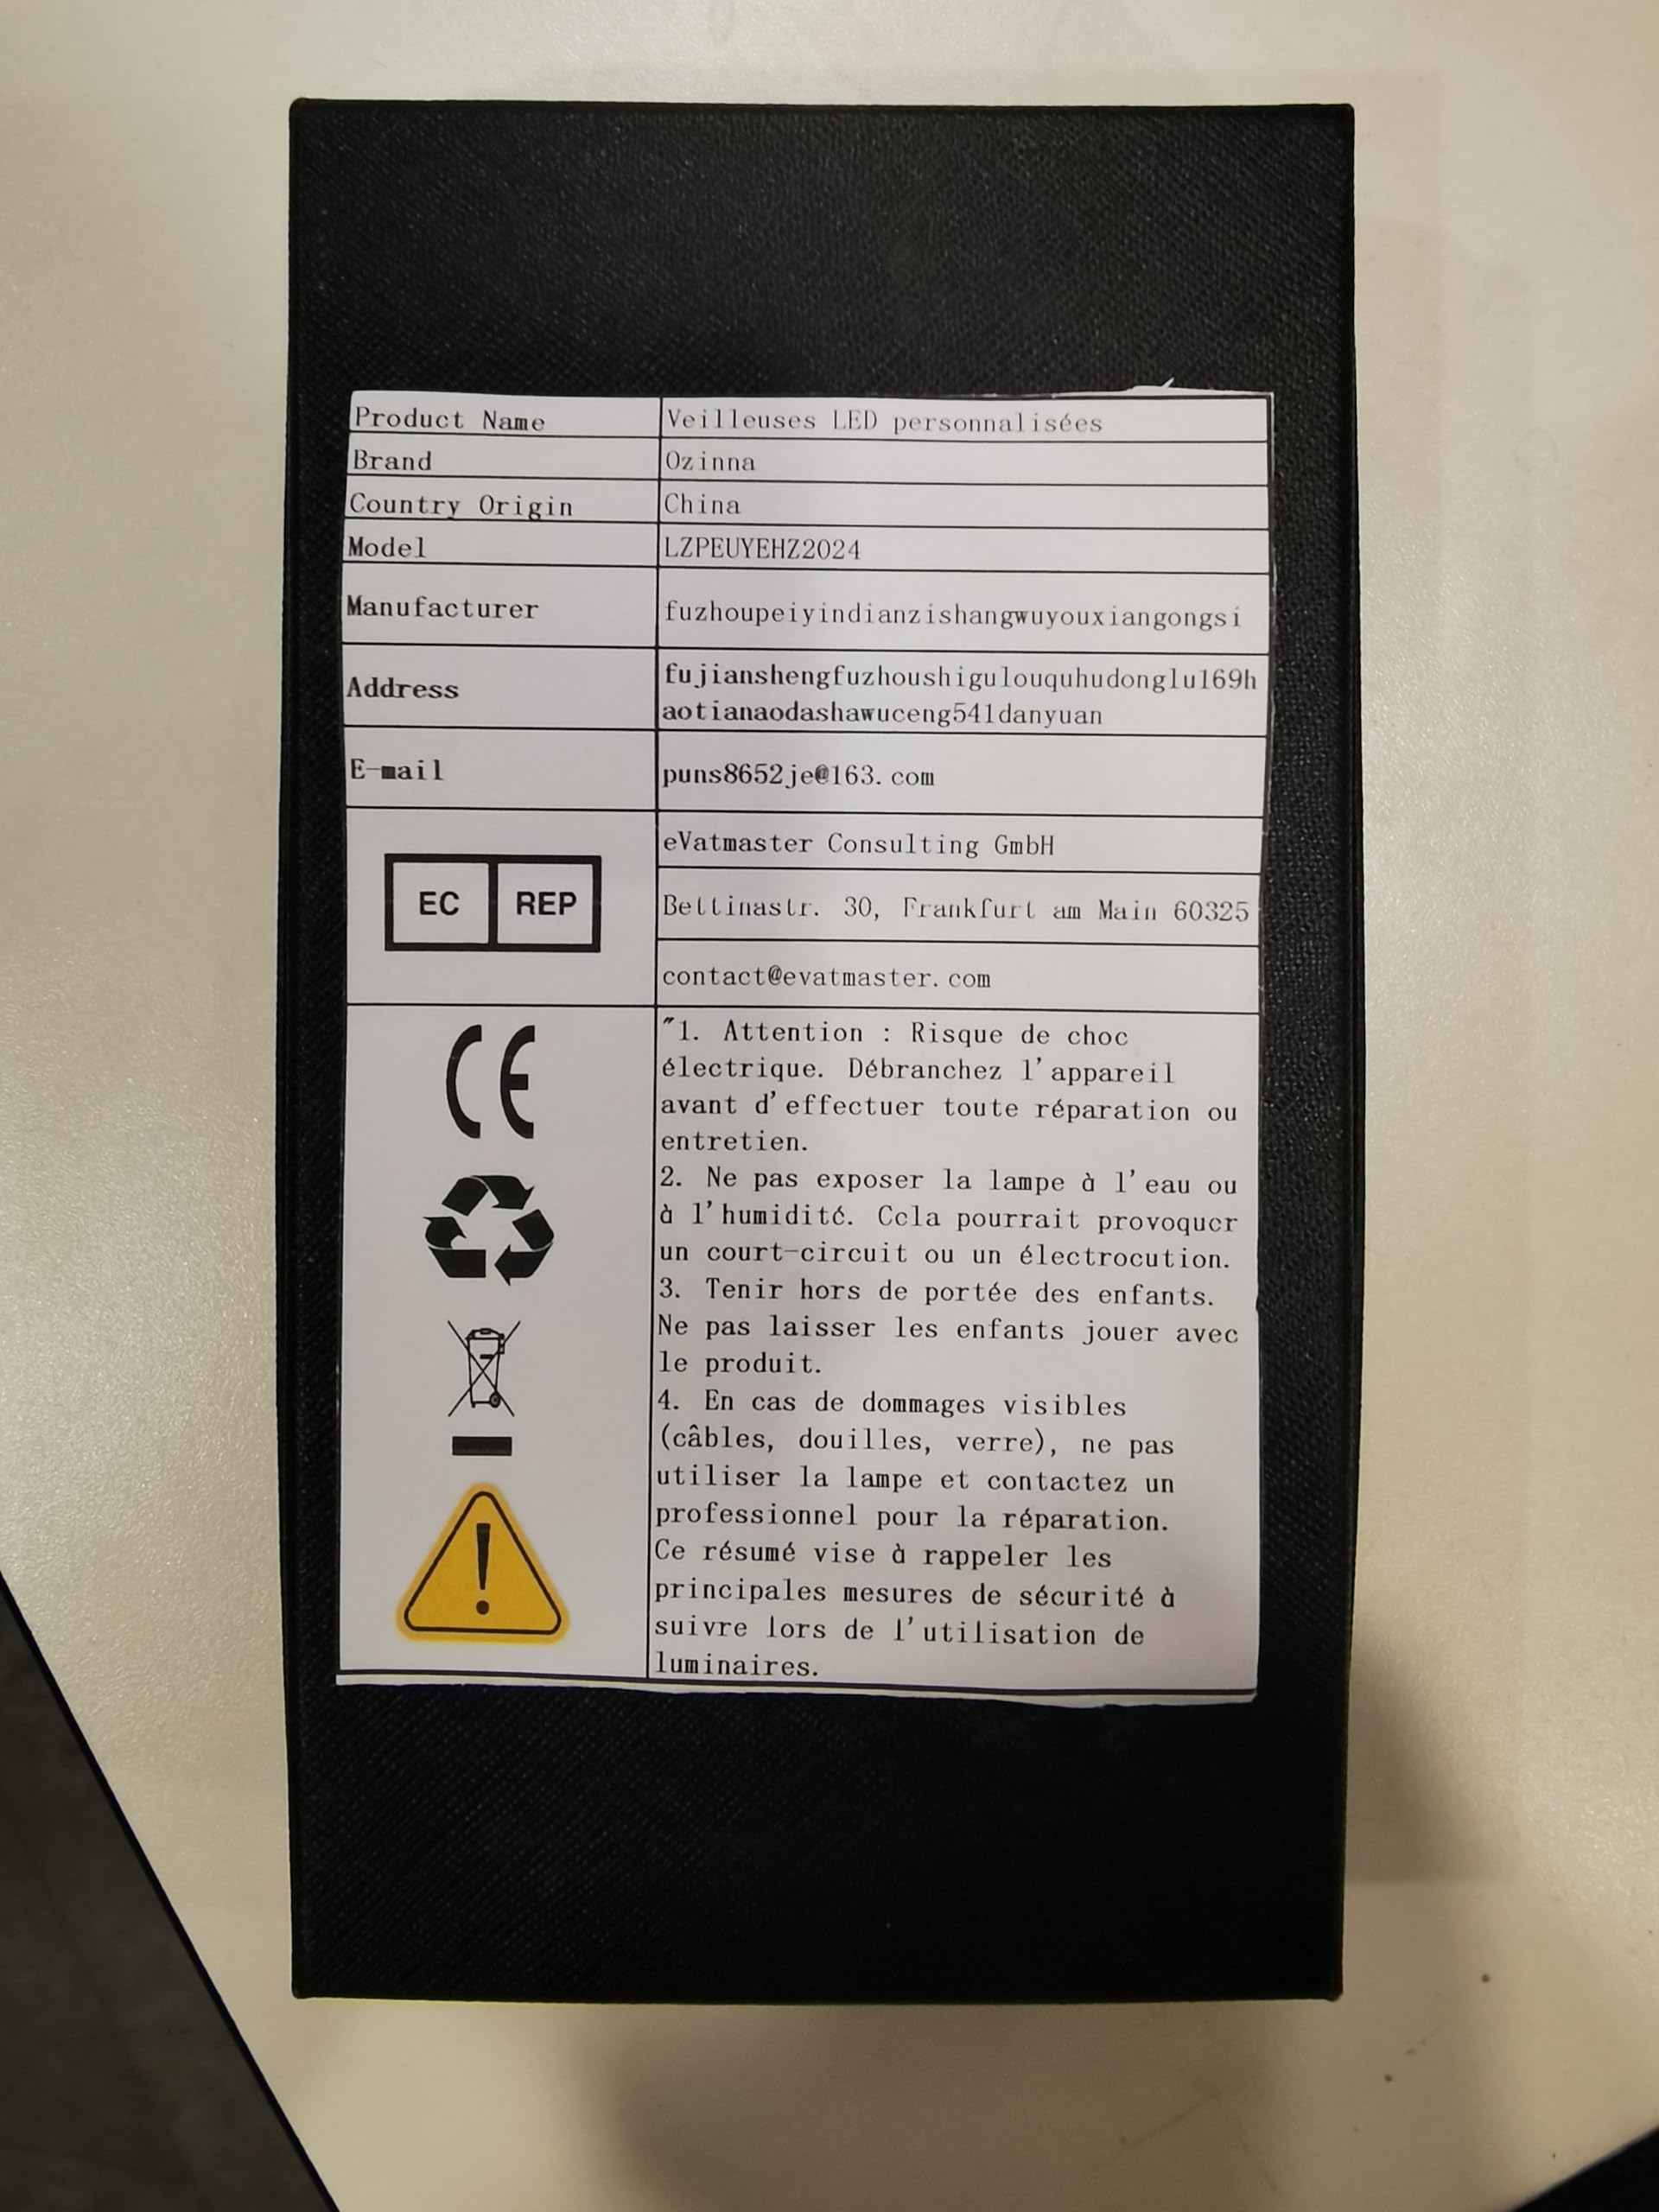 Product Name Veilleuses LED personnalisées
Brand Ozinna
Country Origin China
Model LZPEUYEHZ2024
Manufacturer fuzhoupeiyindianzishangwuyouxiangongsi
Address fujianshengfuzhoushigulouquhudonglu169h
aotianaodashawuceng541danyuan
E-mail puns8652je@163.com
EC REP
eVatmaster Consulting GmbH
Bettinastr. 30, Frankfurt am Main 60325
contact@evatmaster.com
CE
"1. Attention : Risque de choc
électrique. Débranchez l'appareil
avant d'effectuer toute réparation ou
entretien.
2. Ne pas exposer la lampe à l'eau ou
à l'humidité. Cela pourrait provoquer
un court-circuit ou un électrocution.
3. Tenir hors de portée des enfants.
Ne pas laisser les enfants jouer avec
le produit.
4. En cas de dommages visibles
(câbles, douilles, verre), ne pas
utiliser la lampe et contactez un
professionnel pour la réparation.
Ce résumé vise à rappeler les
principales mesures de sécurité à
suivre lors de l'utilisation de
luminaires.